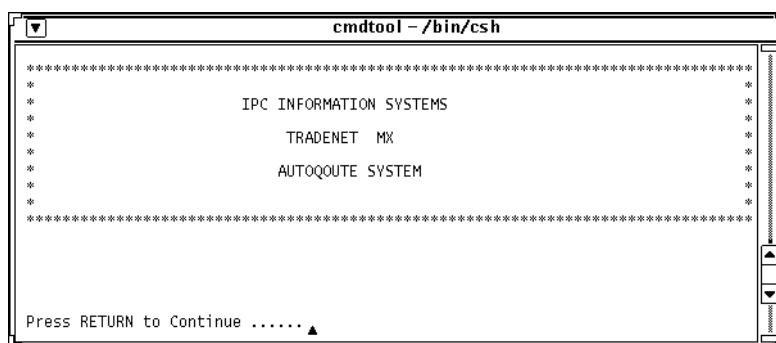 cmdtool – /bin/csh
*********************************************************************************
* *
* IPC INFORMATION SYSTEMS *
* *
* TRADENET MX *
* *
* AUTOQOUTE SYSTEM *
* *
* *
*********************************************************************************
Press RETURN to Continue ......